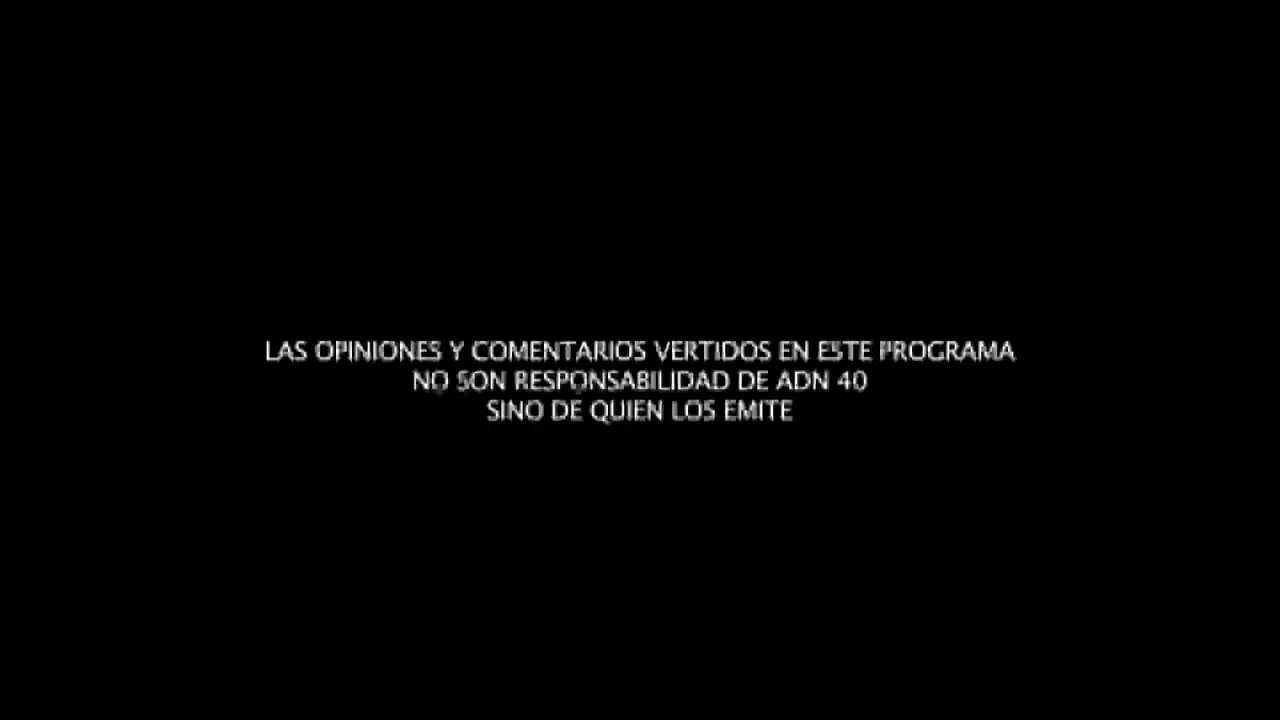 LAS OPINIONES Y COMENTARIOS VERTIDOS EN ESTE PROGRAMA
NO SON RESPONSABILIDAD DE ADN 40
SINO DE QUIEN LOS EMITE